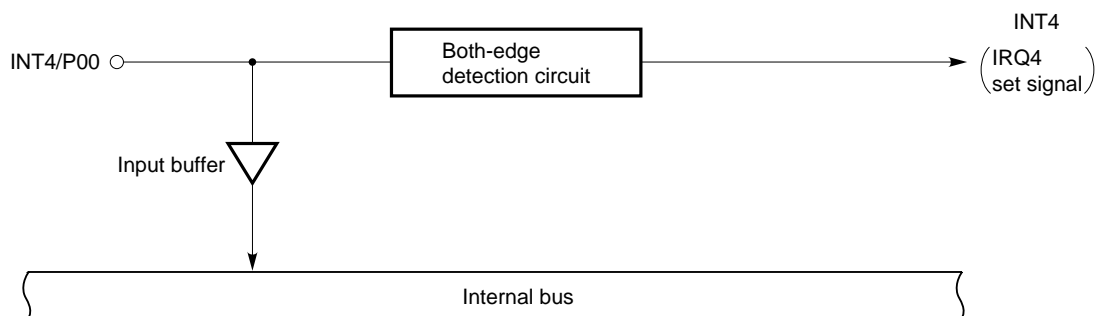 INT4
INT4/P00
Both-edge
detection circuit
(IRQ4
set signal)
Input buffer
Internal bus